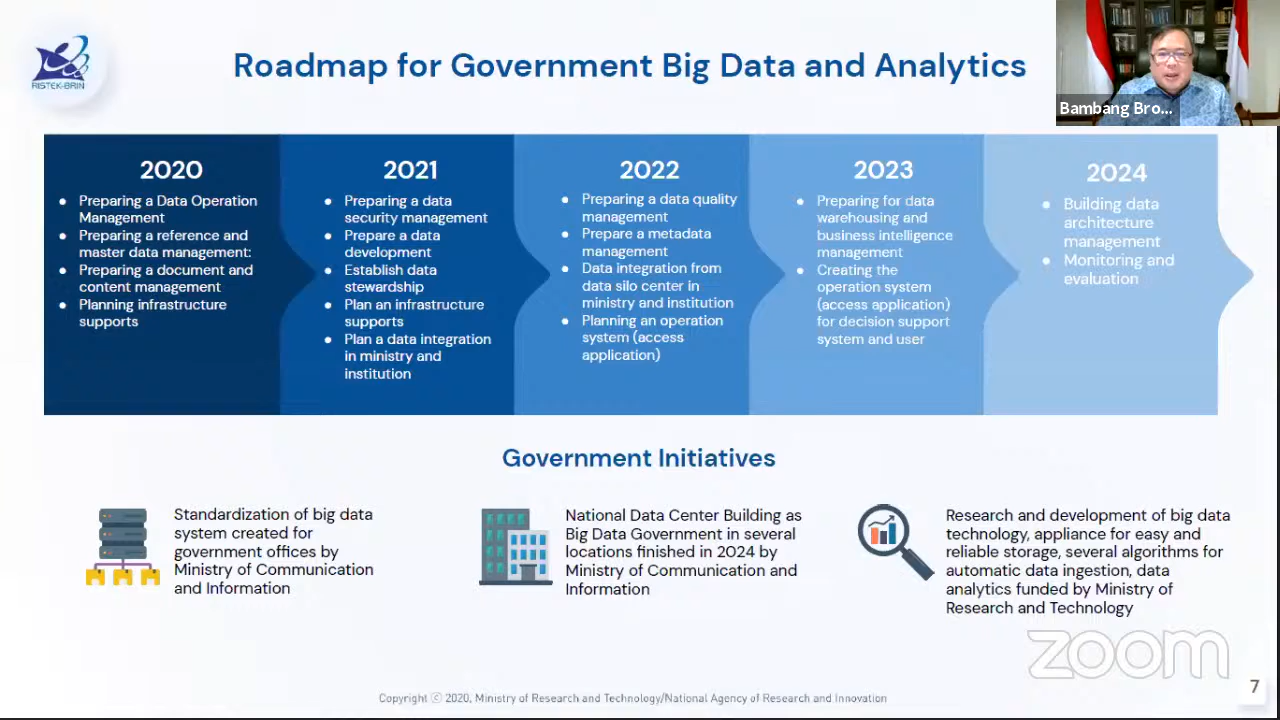 RISTEK-BRIN
Roadmap for Government Big Data and Analytics
Bambang Bro...
2020
• Preparing a Data Operation
Management
• Preparing a reference and
master data management:
• Preparing a document and
content management
• Planning infrastructure
supports
2021
• Preparing a data
security management
• Prepare a data
development
• Establish data
stewardship
• Plan an infrastructure
supports
• Plan a data integration
in ministry and
institution
2022
• Preparing a data quality
management
• Prepare a metadata
management
• Data integration from
data silo center in
ministry and institution
• Planning an operation
system (access
application)
2023
• Preparing for data
warehousing and
business intelligence
management
• Creating the
operation system
(access application)
for decision support
system and user
2024
• Building data
architecture
management
• Monitoring and
evaluation
Government Initiatives
Standardization of big data
system created for
government offices by
Ministry of Communication
and Information
National Data Center Building as
Big Data Government in several
locations finished in 2024 by
Ministry of Communication and
Information
Research and development of big data
technology, appliance for easy and
reliable storage, several algorithms for
automatic data ingestion, data
analytics funded by Ministry of
Research and Technology
zoom
Copyright ⓒ 2020, Ministry of Research and Technology/National Agency of Research and Innovation
7